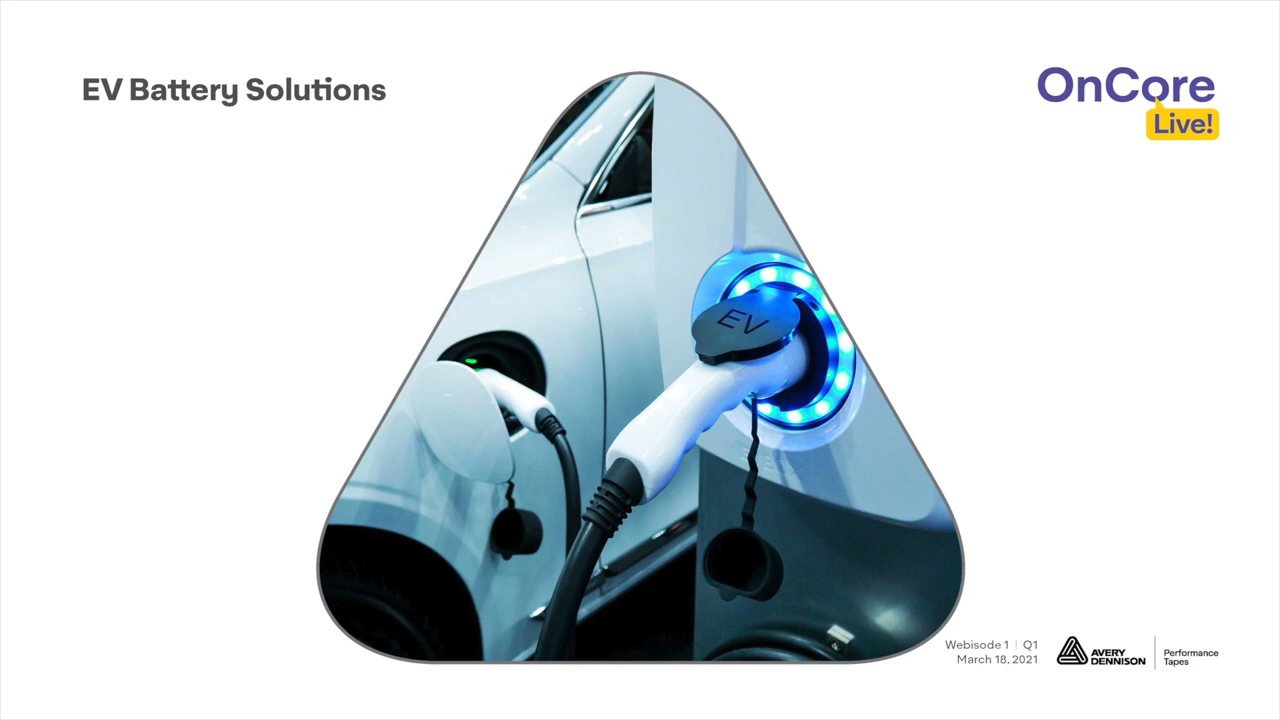 EV Battery Solutions
OnCore
Live!
EV
Webisode 1 | Q1
March 18, 2021
AVERY
DENNISON
Performance
Tapes